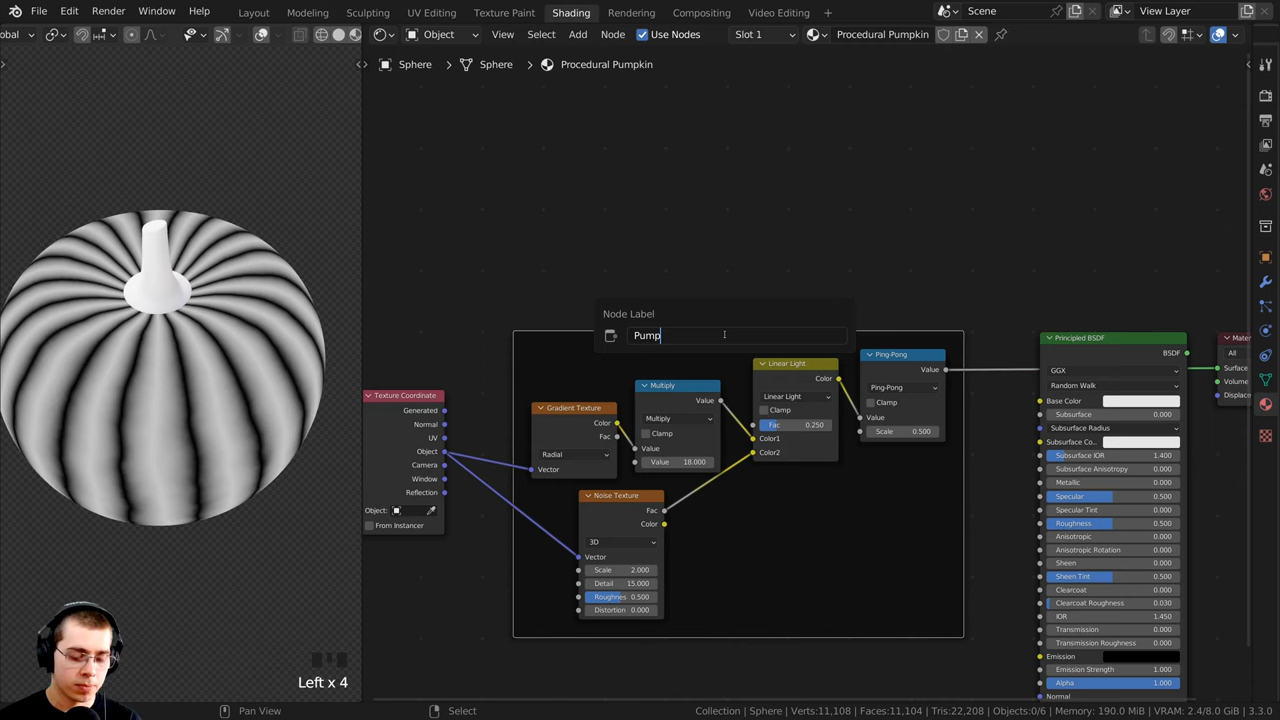 File Edit Render Window Help Layout Modeling Sculpting UV Editing Texture Paint Shading Rendering Compositing Video Editing + Scene View Layer
Object View Select Add Node Use Nodes Slot 1 Procedural Pumpkin
Sphere Sphere Procedural Pumpkin
Node Label
Pump
Texture Coordinate
Generated
Normal
UV
Object
Camera
Window
Reflection
Object:
From Instancer
Gradient Texture
Color
Fac
Radial
Vector
Multiply
Value
Multiply
Clamp
Value
Value 18.000
Noise Texture
Fac
Color
3D
Vector
Scale 2.000
Detail 15.000
Roughnes 0.500
Distortion 0.000
Linear Light
Color
Linear Light
Clamp
Fac 0.250
Color1
Color2
Ping-Pong
Value
Ping-Pong
Clamp
Value
Scale 0.500
Principled BSDF
BSDF
GGX
Random Walk
Base Color
Subsurface 0.000
Subsurface Radius
Subsurface Co...
Subsurface IOR 1.400
Subsurface Anisotropy 0.000
Metallic 0.000
Specular 0.500
Specular Tint 0.000
Roughness 0.500
Anisotropic 0.000
Anisotropic Rotation 0.000
Sheen 0.000
Sheen Tint 0.500
Clearcoat 0.000
Clearcoat Roughness 0.030
IOR 1.450
Transmission 0.000
Transmission Roughness 0.000
Emission
Emission Strength 1.000
Alpha 1.000
Normal
All
Surface
Volume
Left x 4
Pan View Select Collection | Sphere | Verts:11,108 | Faces:11,104 | Tris:22,208 | Objects:0/6 | Memory: 190.0 MiB | VRAM: 2.4/8.0 GiB | 3.3.0